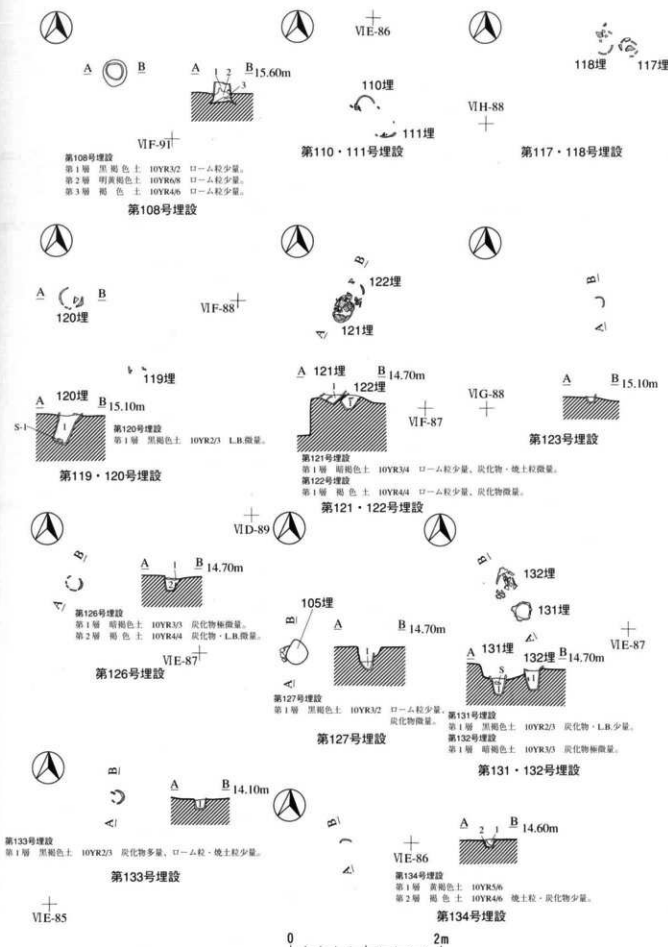 A B
A 1 2 B 15.60m
3
ⅥF-91
第108号埋設
第1層 黒褐色土 10YR3/2 ローム粒少量。
第2層 明黄褐色土 10YR6/8 ローム粒少量。
第3層 褐色土 10YR4/6 ローム粒少量。
第108号埋設
ⅥE-86
110埋
111埋
第110・111号埋設
118埋 117埋
ⅥH-88
第117・118号埋設
A B
120埋
ⅥF-88
119埋
120埋
A B 15.10m
S-1 1
第120号埋設
第1層 黒褐色土 10YR2/3 L.B.微量。
第119・120号埋設
B
122埋
A 121埋
121埋 B 14.70m
A 1 122埋
1
ⅥF-87
第121号埋設
第1層 暗褐色土 10YR3/4 ローム粒少量、炭化物・焼土粒微量。
第122号埋設
第1層 褐色土 10YR4/4 ローム粒少量、炭化物微量。
第121・122号埋設
B
A
ⅥG-88
A B 15.10m
第123号埋設
ⅥD-89
B
A
A 1 B 14.70m
2
第126号埋設
第1層 暗褐色土 10YR3/3 炭化物極微量。
第2層 褐色土 10YR4/4 炭化物・L.B.微量。
ⅥE-87
第126号埋設
105埋
B
A
A B 14.70m
1
第127号埋設
第1層 黒褐色土 10YR3/2 ローム粒少量、
炭化物微量。
第127号埋設
B
132埋
131埋
A
ⅥE-87
131埋 132埋 B 14.70m
A S
1 1
第131号埋設
第1層 黒褐色土 10YR2/3 炭化物・L.B.少量。
第132号埋設
第1層 暗褐色土 10YR3/3 炭化物極微量。
第131・132号埋設
B
A
A B 14.10m
1
第133号埋設
第1層 黒褐色土 10YR2/3 炭化物多量、ローム粒・焼土粒少量。
第133号埋設
ⅥE-85
B
A
ⅥE-86
A 2 1 B 14.60m
第134号埋設
第1層 黄褐色土 10YR5/6
第2層 褐色土 10YR4/6 焼土粒・炭化物少量。
第134号埋設
0 2m